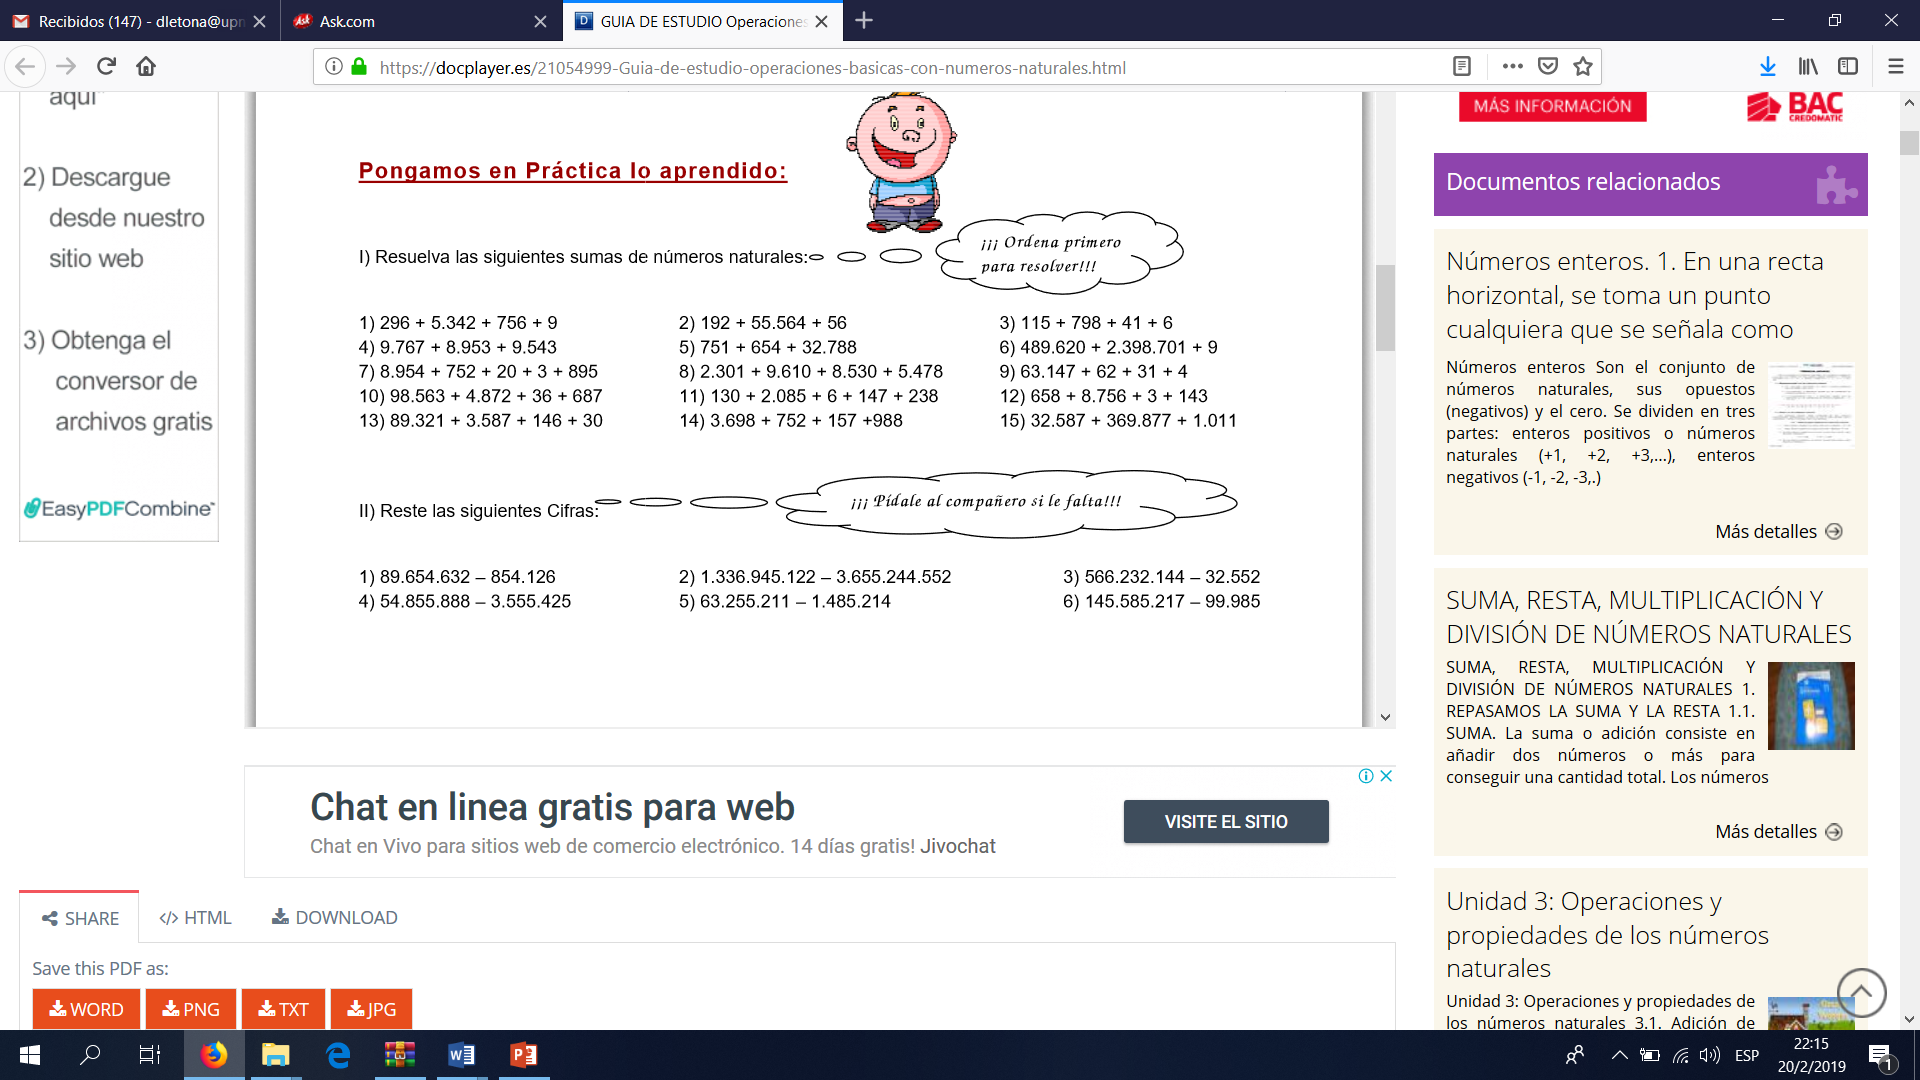 Recibidos (147) - dletona@upn
Ask.com
GUIA DE ESTUDIO Operaciones
https://docplayer.es/21054999-Guia-de-estudio-operaciones-basicas-con-numeros-naturales.html
aquí"
2) Descargue
desde nuestro
sitio web
3) Obtenga el
conversor de
archivos gratis
EasyPDFCombine™
Pongamos en Práctica lo aprendido:
I) Resuelva las siguientes sumas de números naturales:
¡¡¡ Ordena primero
para resolver!!!
1) 296 + 5.342 + 756 + 9 2) 192 + 55.564 + 56 3) 115 + 798 + 41 + 6
4) 9.767 + 8.953 + 9.543 5) 751 + 654 + 32.788 6) 489.620 + 2.398.701 + 9
7) 8.954 + 752 + 20 + 3 + 895 8) 2.301 + 9.610 + 8.530 + 5.478 9) 63.147 + 62 + 31 + 4
10) 98.563 + 4.872 + 36 + 687 11) 130 + 2.085 + 6 + 147 + 238 12) 658 + 8.756 + 3 + 143
13) 89.321 + 3.587 + 146 + 30 14) 3.698 + 752 + 157 +988 15) 32.587 + 369.877 + 1.011
II) Reste las siguientes Cifras:
¡¡¡ Pídale al compañero si le falta!!!
1) 89.654.632 – 854.126 2) 1.336.945.122 – 3.655.244.552 3) 566.232.144 – 32.552
4) 54.855.888 – 3.555.425 5) 63.255.211 – 1.485.214 6) 145.585.217 – 99.985
Chat en linea gratis para web
Chat en Vivo para sitios web de comercio electrónico. 14 días gratis! Jivochat
VISITE EL SITIO
SHARE HTML DOWNLOAD
Save this PDF as:
WORD PNG TXT JPG
MÁS INFORMACIÓN
BAC
CREDOMATIC
Documentos relacionados
Números enteros. 1. En una recta
horizontal, se toma un punto
cualquiera que se señala como
Números enteros Son el conjunto de
números naturales, sus opuestos
(negativos) y el cero. Se dividen en tres
partes: enteros positivos o números
naturales (+1, +2, +3,...), enteros
negativos (-1, -2, -3,.)
Más detalles
SUMA, RESTA, MULTIPLICACIÓN Y
DIVISIÓN DE NÚMEROS NATURALES
SUMA, RESTA, MULTIPLICACIÓN Y
DIVISIÓN DE NÚMEROS NATURALES 1.
REPASAMOS LA SUMA Y LA RESTA 1.1.
SUMA. La suma o adición consiste en
añadir dos números o más para
conseguir una cantidad total. Los números
Más detalles
Unidad 3: Operaciones y
propiedades de los números
naturales
Unidad 3: Operaciones y propiedades de
los números naturales 3.1. Adición de
ESP
22:15
20/2/2019
1